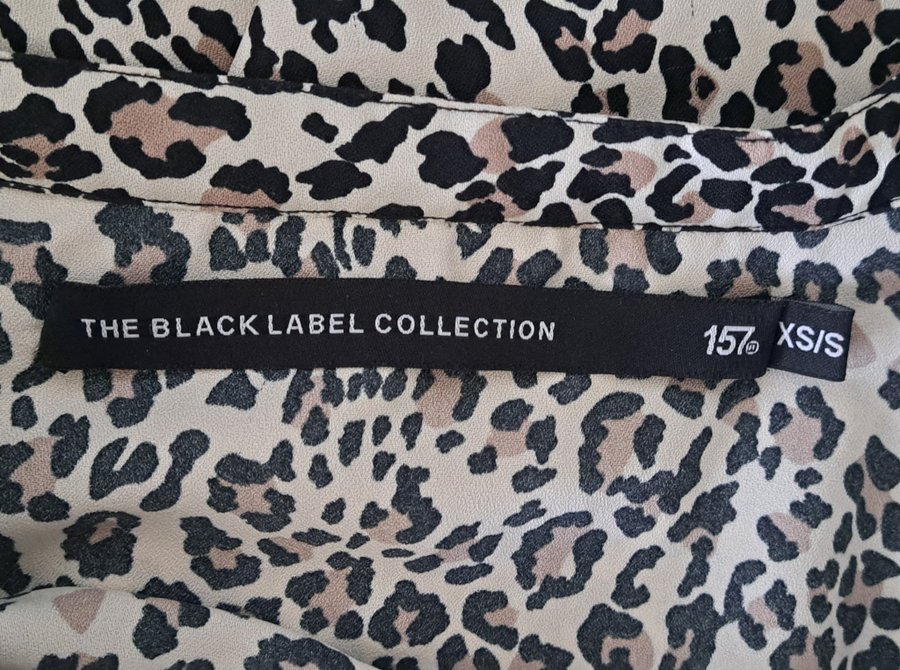 THE BLACK LABEL COLLECTION
157
XS/S